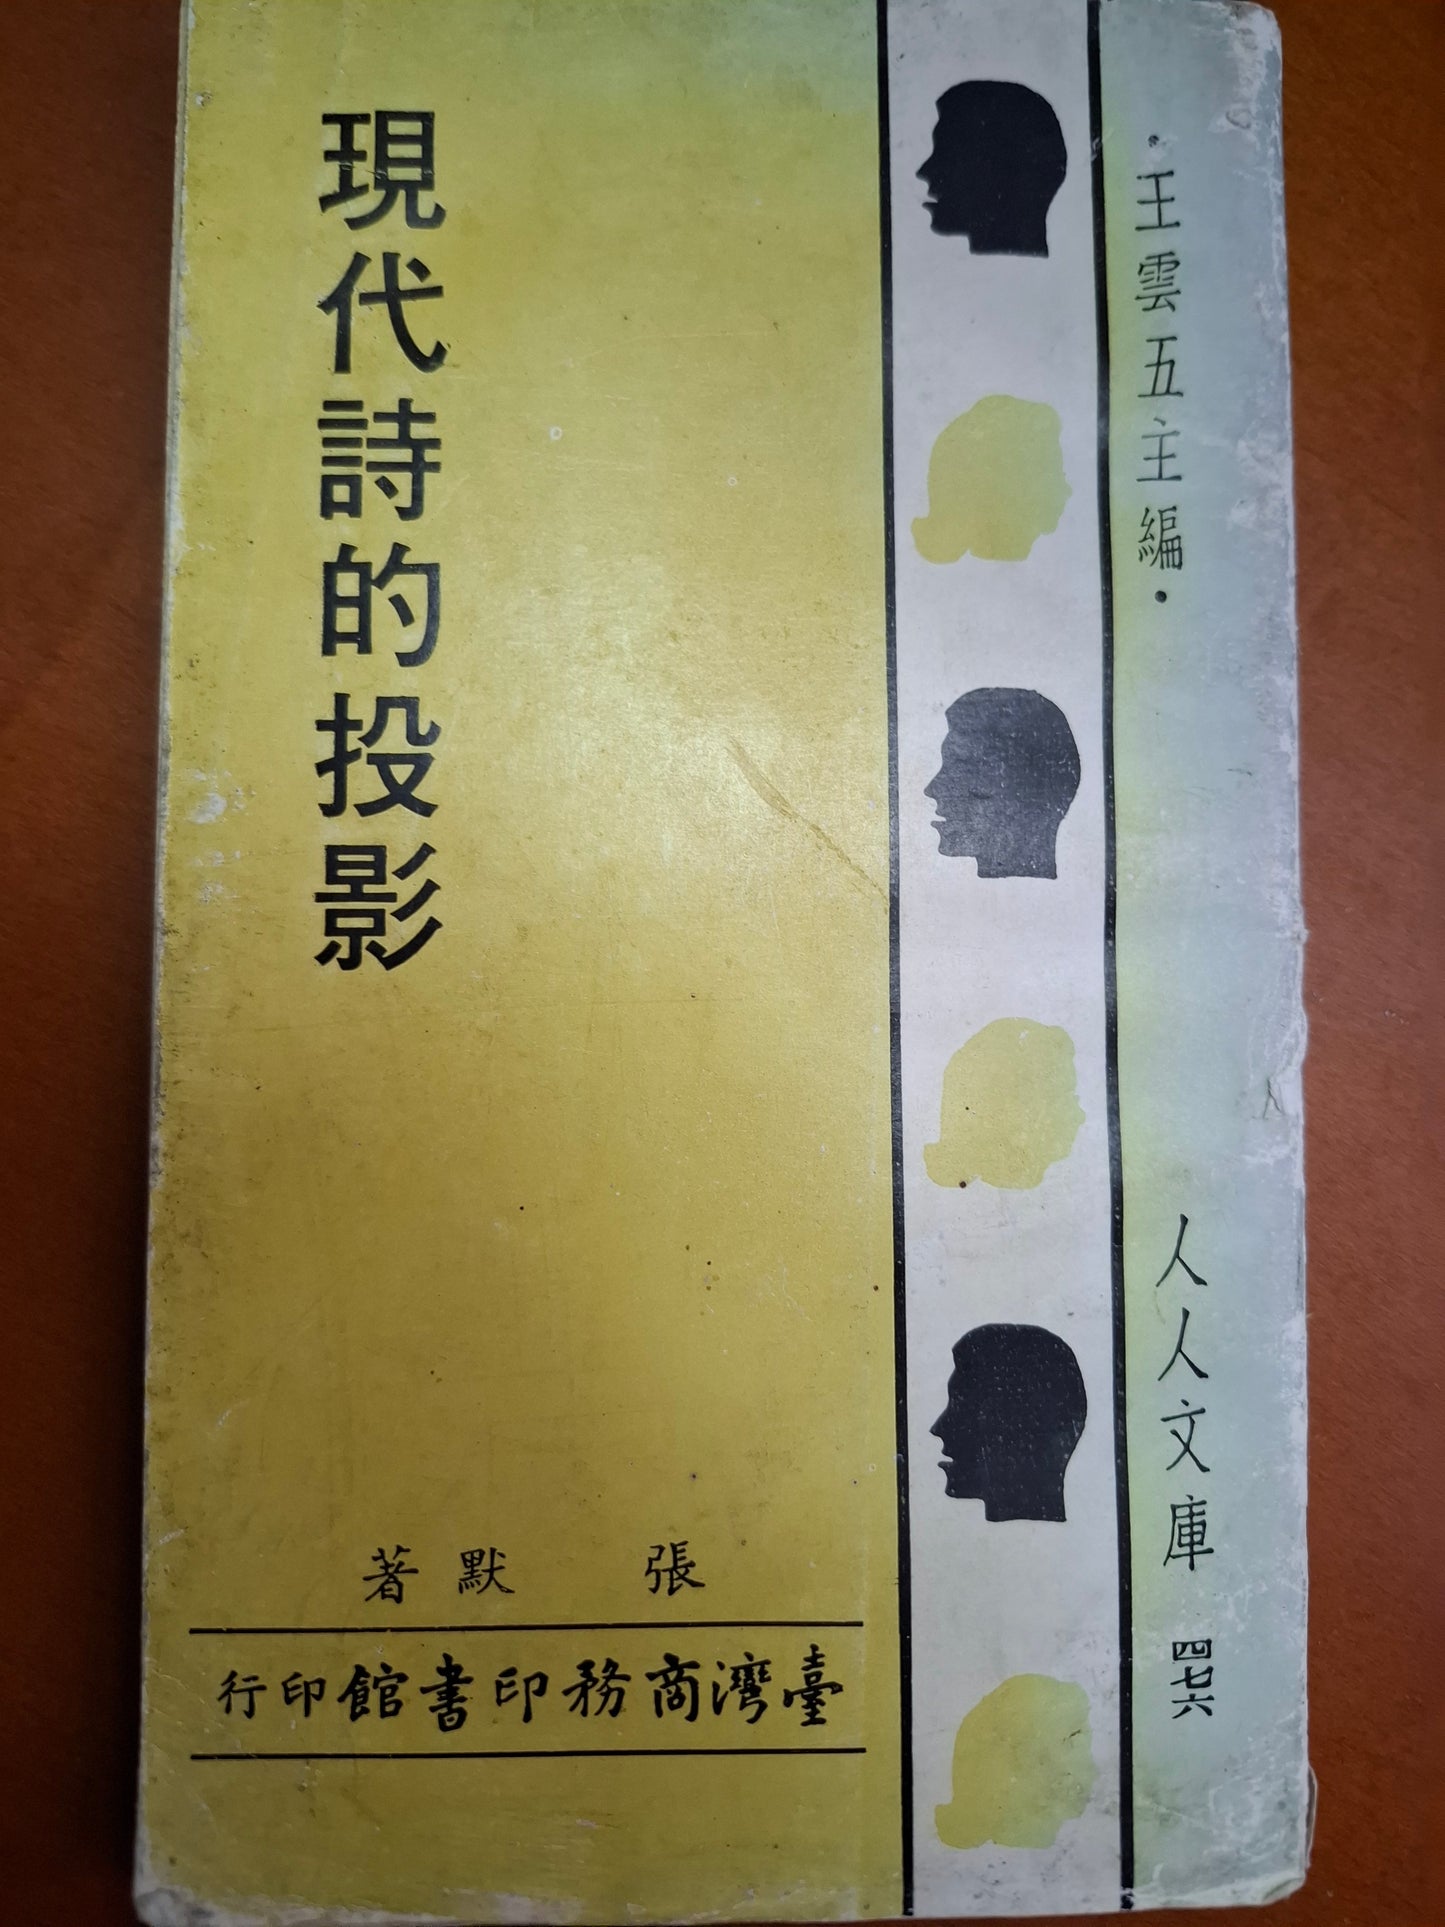 •王雲五主編•
人人文庫 四七六
現代詩的投影
張默著
臺灣商務印書館印行